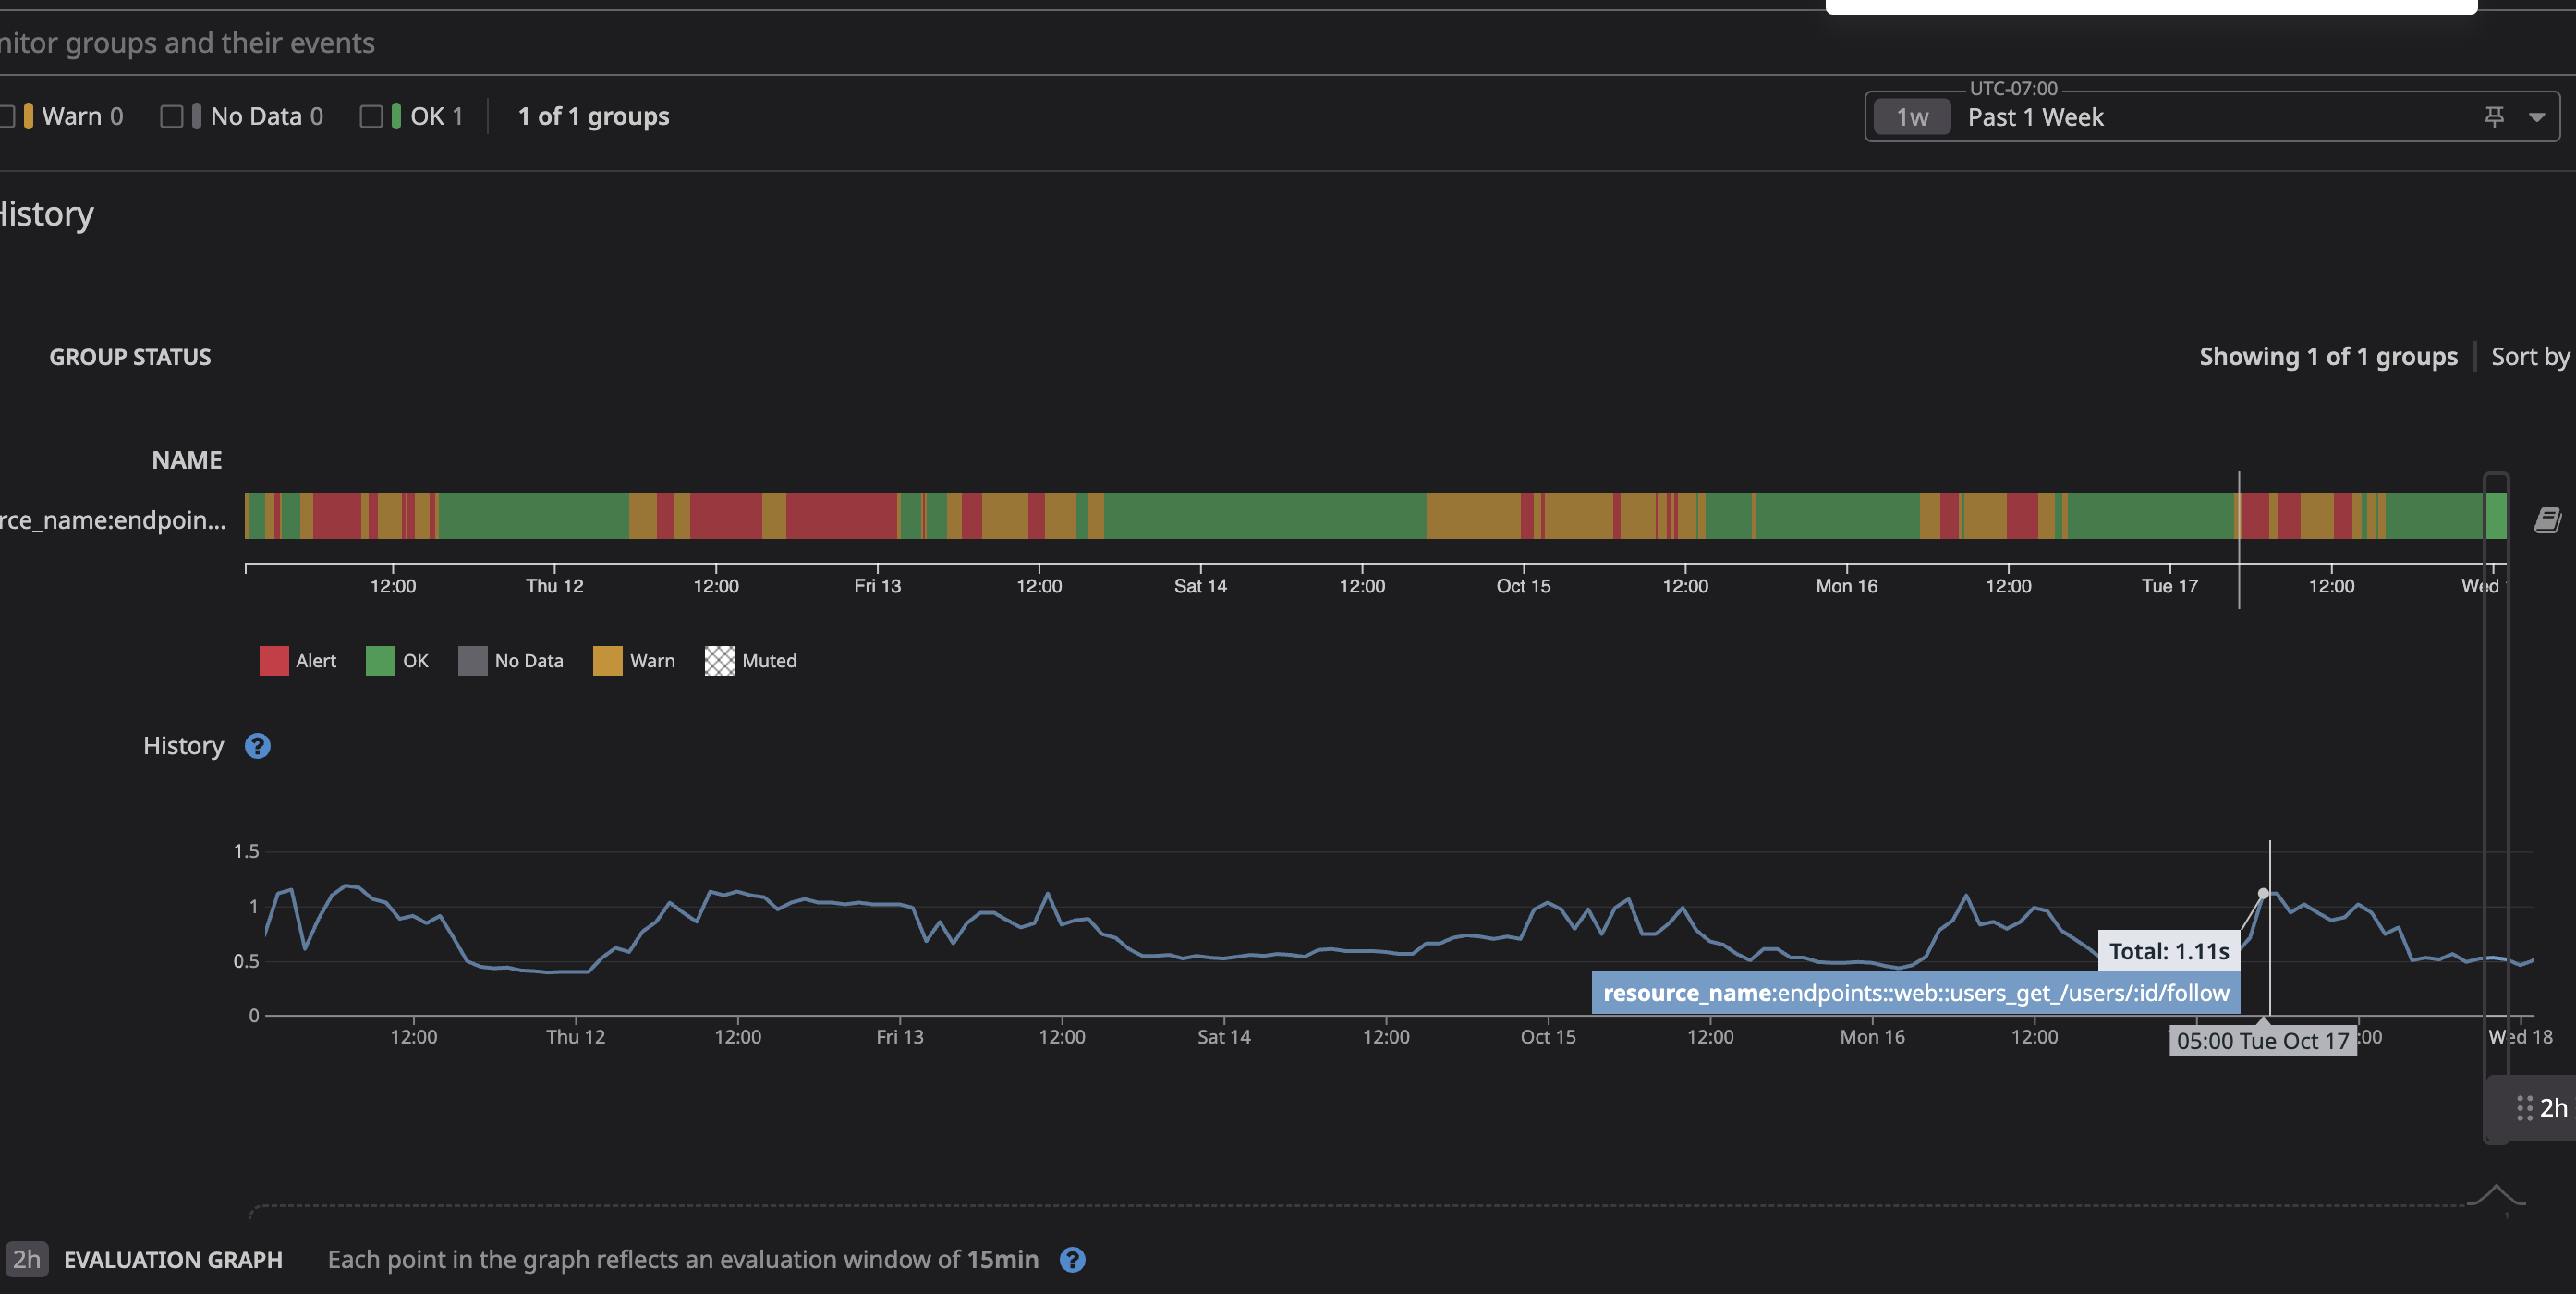 nitor groups and their events
Warn 0 No Data 0 OK 1 1 of 1 groups
UTC-07:00
1w Past 1 Week
History
GROUP STATUS
Showing 1 of 1 groups Sort by
NAME
rce_name:endpoin...
12:00 Thu 12 12:00 Fri 13 12:00 Sat 14 12:00 Oct 15 12:00 Mon 16 12:00 Tue 17 12:00 Wed
Alert OK No Data Warn Muted
History ?
1.5
1
0.5
0
Total: 1.11s
resource_name:endpoints::web::users_get_/users/:id/follow
12:00 Thu 12 12:00 Fri 13 12:00 Sat 14 12:00 Oct 15 12:00 Mon 16 12:00 05:00 Tue Oct 17 :00 Wed 18
2h
2h EVALUATION GRAPH Each point in the graph reflects an evaluation window of 15min ?